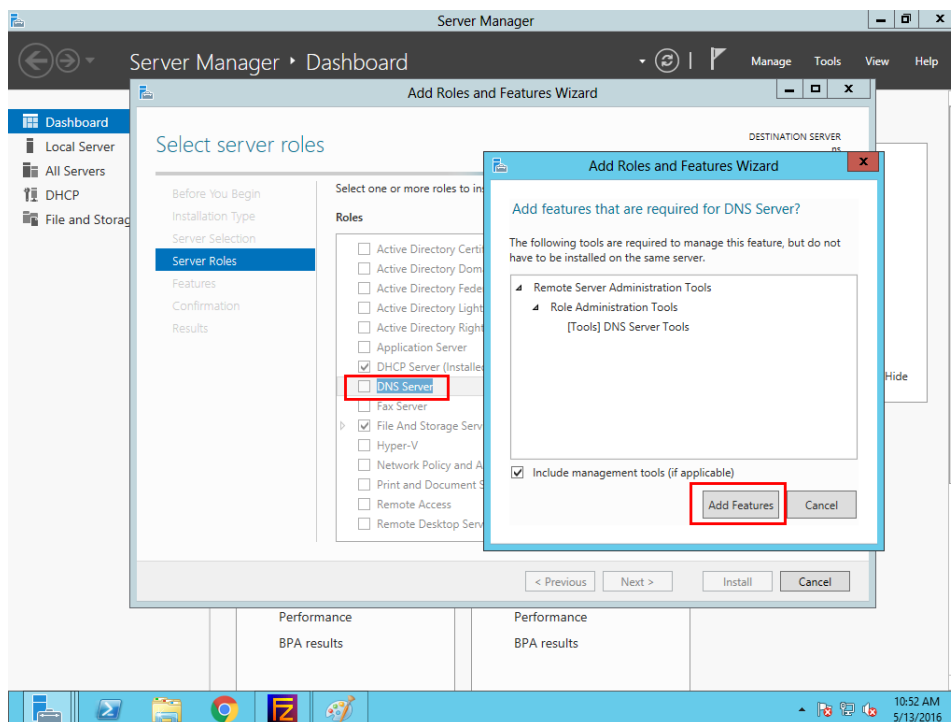 Server Manager
Server Manager • Dashboard
Manage Tools View Help
Add Roles and Features Wizard
Dashboard
Local Server
All Servers
DHCP
File and Storag
Select server roles
DESTINATION SERVER
ns
Before You Begin
Installation Type
Server Selection
Server Roles
Features
Confirmation
Results
Select one or more roles to in
Roles
Active Directory Certi
Active Directory Dom
Active Directory Fede
Active Directory Light
Active Directory Right
Application Server
DHCP Server (Installed
DNS Server
Fax Server
File And Storage Serv
Hyper-V
Network Policy and A
Print and Document S
Remote Access
Remote Desktop Serv
Add Roles and Features Wizard
Add features that are required for DNS Server?
The following tools are required to manage this feature, but do not
have to be installed on the same server.
Remote Server Administration Tools
Role Administration Tools
[Tools] DNS Server Tools
Include management tools (if applicable)
Add Features Cancel
Hide
< Previous Next > Install Cancel
Performance Performance
BPA results BPA results
10:52 AM
5/13/2016